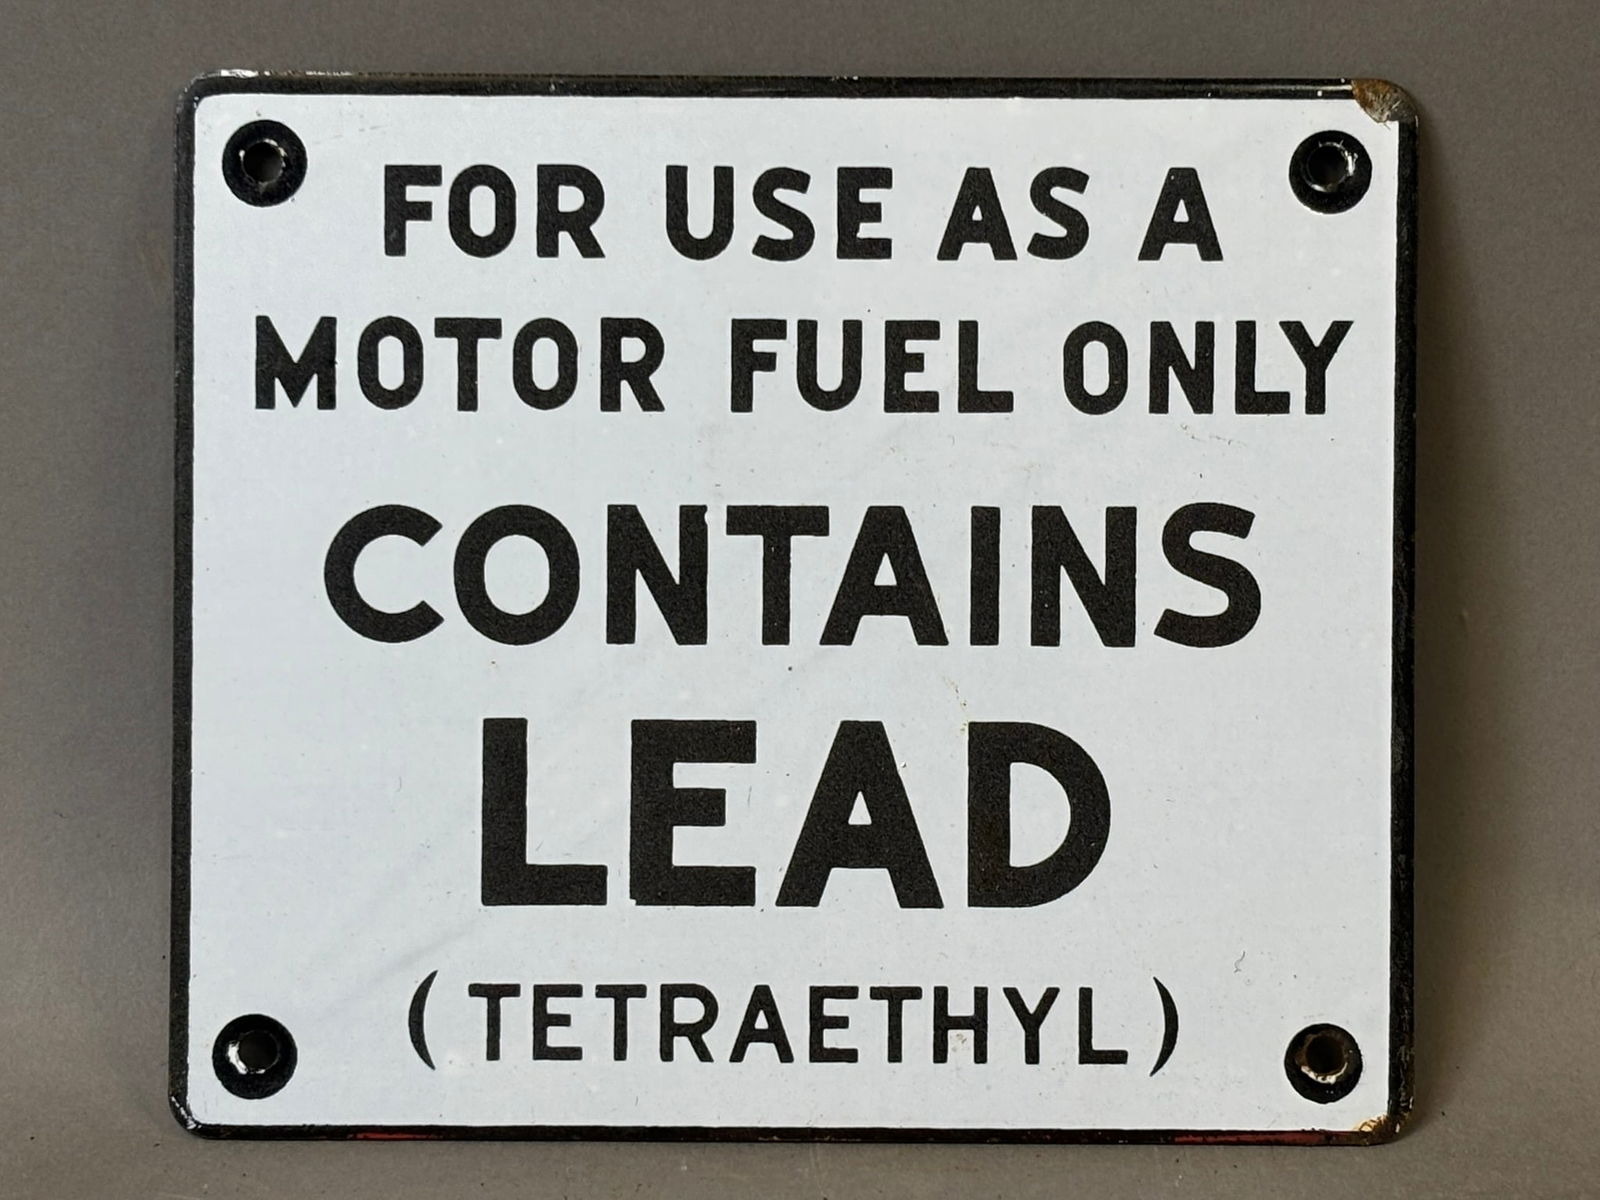 FOR USE AS A
MOTOR FUEL ONLY
CONTAINS
LEAD
(TETRAETHYL)